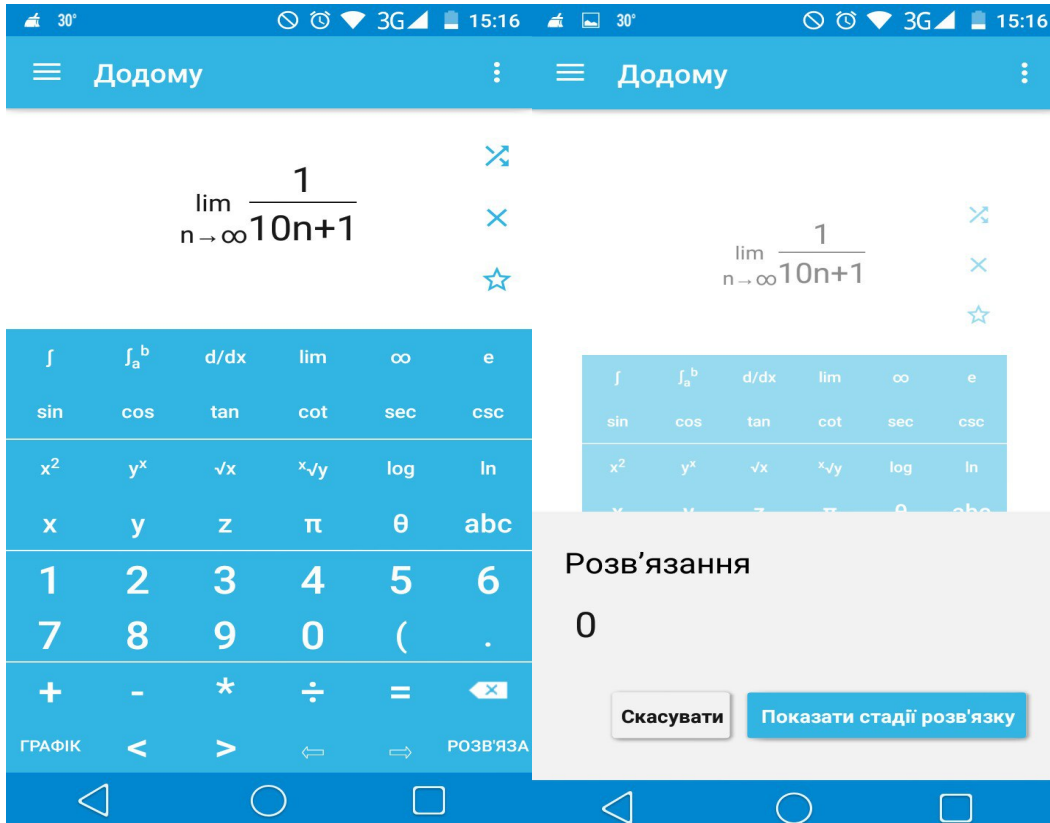 30°
3G 15:16
Додому
lim 1
n→∞ 10n+1
∫ ∫ₐᵇ d/dx lim ∞ e
sin cos tan cot sec csc
x² yˣ √x ˣ√y log ln
x y z π θ abc
1 2 3 4 5 6
7 8 9 0 ( .
+ - * ÷ =
ГРАФІК < > ⇦ ⇨ РОЗВ'ЯЗА
30°
3G 15:16
Додому
lim 1
n→∞ 10n+1
∫ ∫ₐᵇ d/dx lim ∞ e
sin cos tan cot sec csc
x² yˣ √x ˣ√y log ln
x y z π θ abc
Розв’язання
0
Скасувати Показати стадії розв'язку